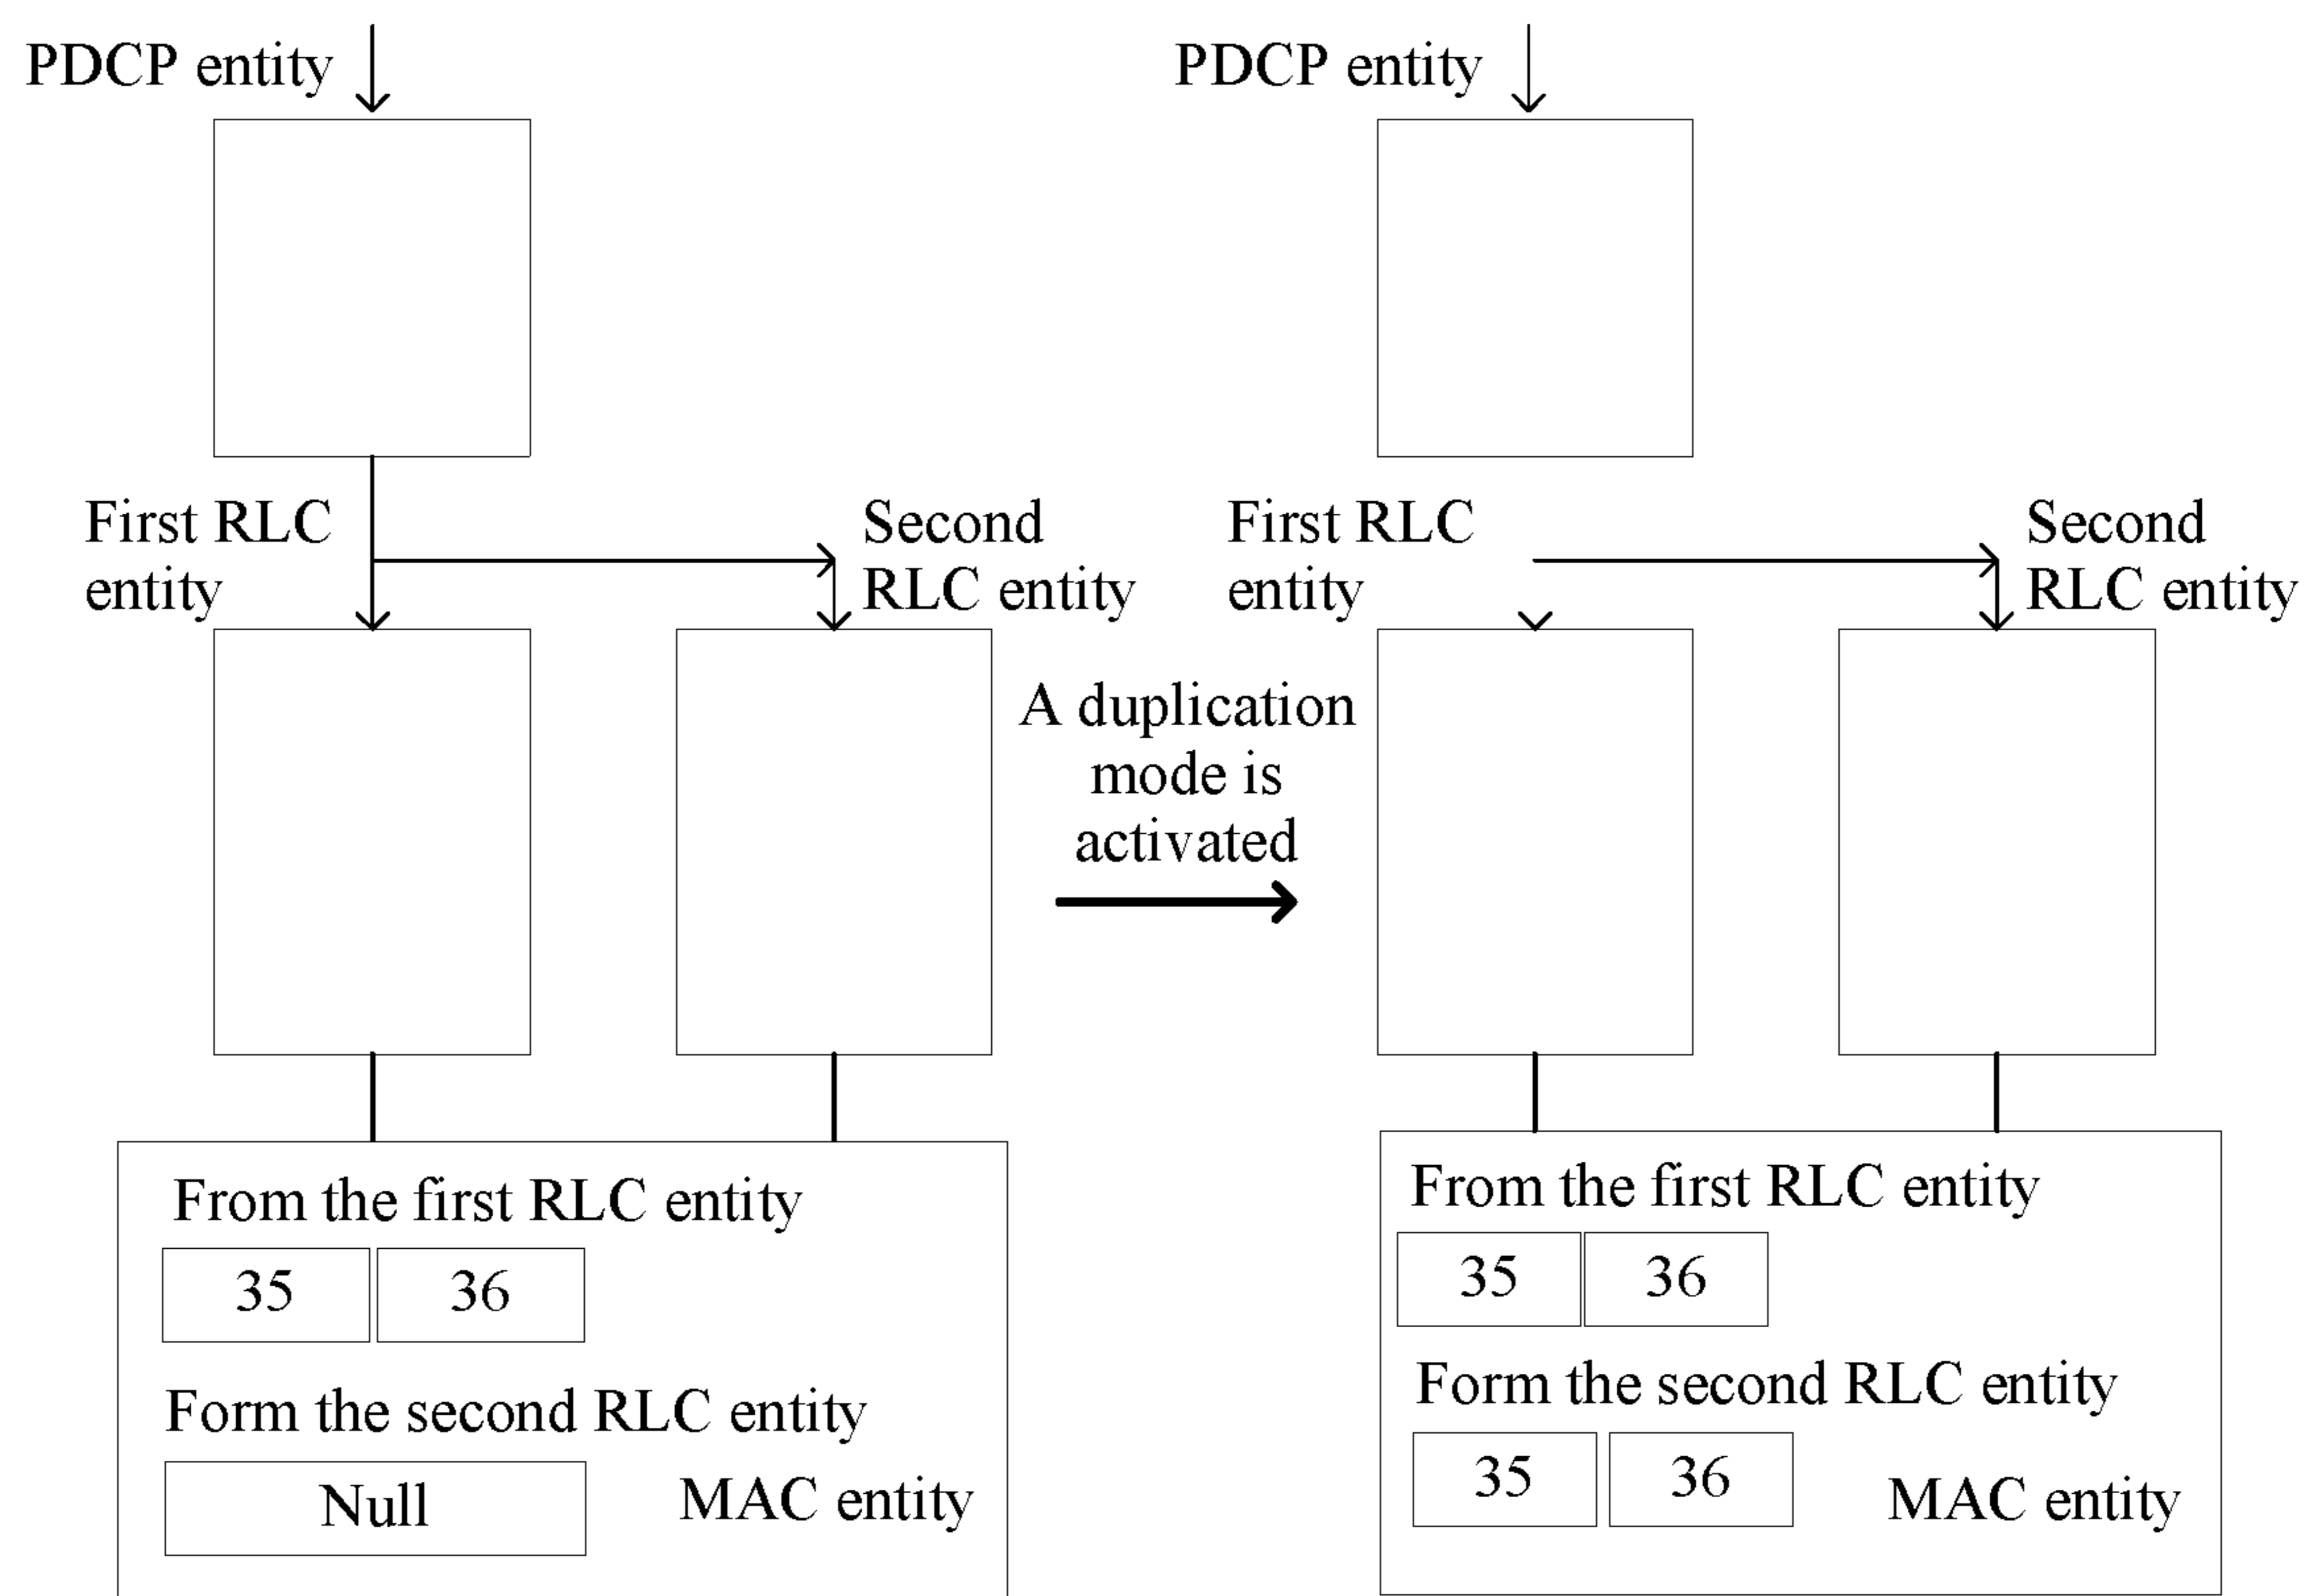 PDCP entity
First RLC
entity
Second
RLC entity
From the first RLC entity
35
36
Form the second RLC entity
Null
MAC entity
A duplication
mode is
activated
PDCP entity
First RLC
entity
Second
RLC entity
From the first RLC entity
35
36
Form the second RLC entity
35
36
MAC entity